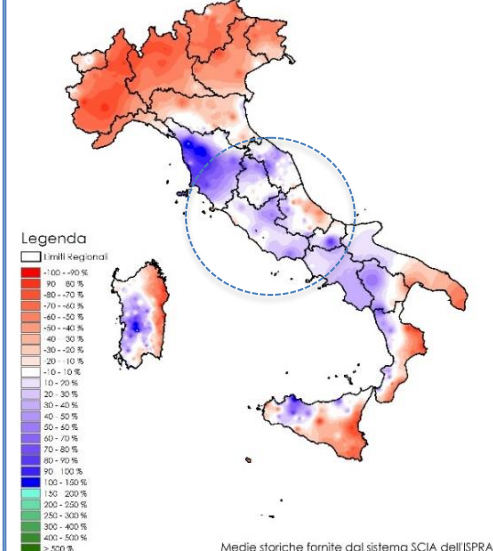 Legenda
Limiti Regionali
-100 - -90 %
90 80 %
-80 - -70 %
-70 - -60 %
-60 - -50 %
-50 - -40 %
40 30 %
-30 - -20 %
-20 - -10 %
-10 - 10 %
10 - 20 %
20 - 30 %
30 - 40 %
40 - 50 %
50 - 60 %
60 - 70 %
70 - 80 %
80 - 90 %
90 100 %
100 - 150 %
150 200 %
200 - 250 %
250 - 300 %
300 - 400 %
400 - 500 %
> 500 %
Medie storiche fornite dal sistema SCIA dell'ISPRA